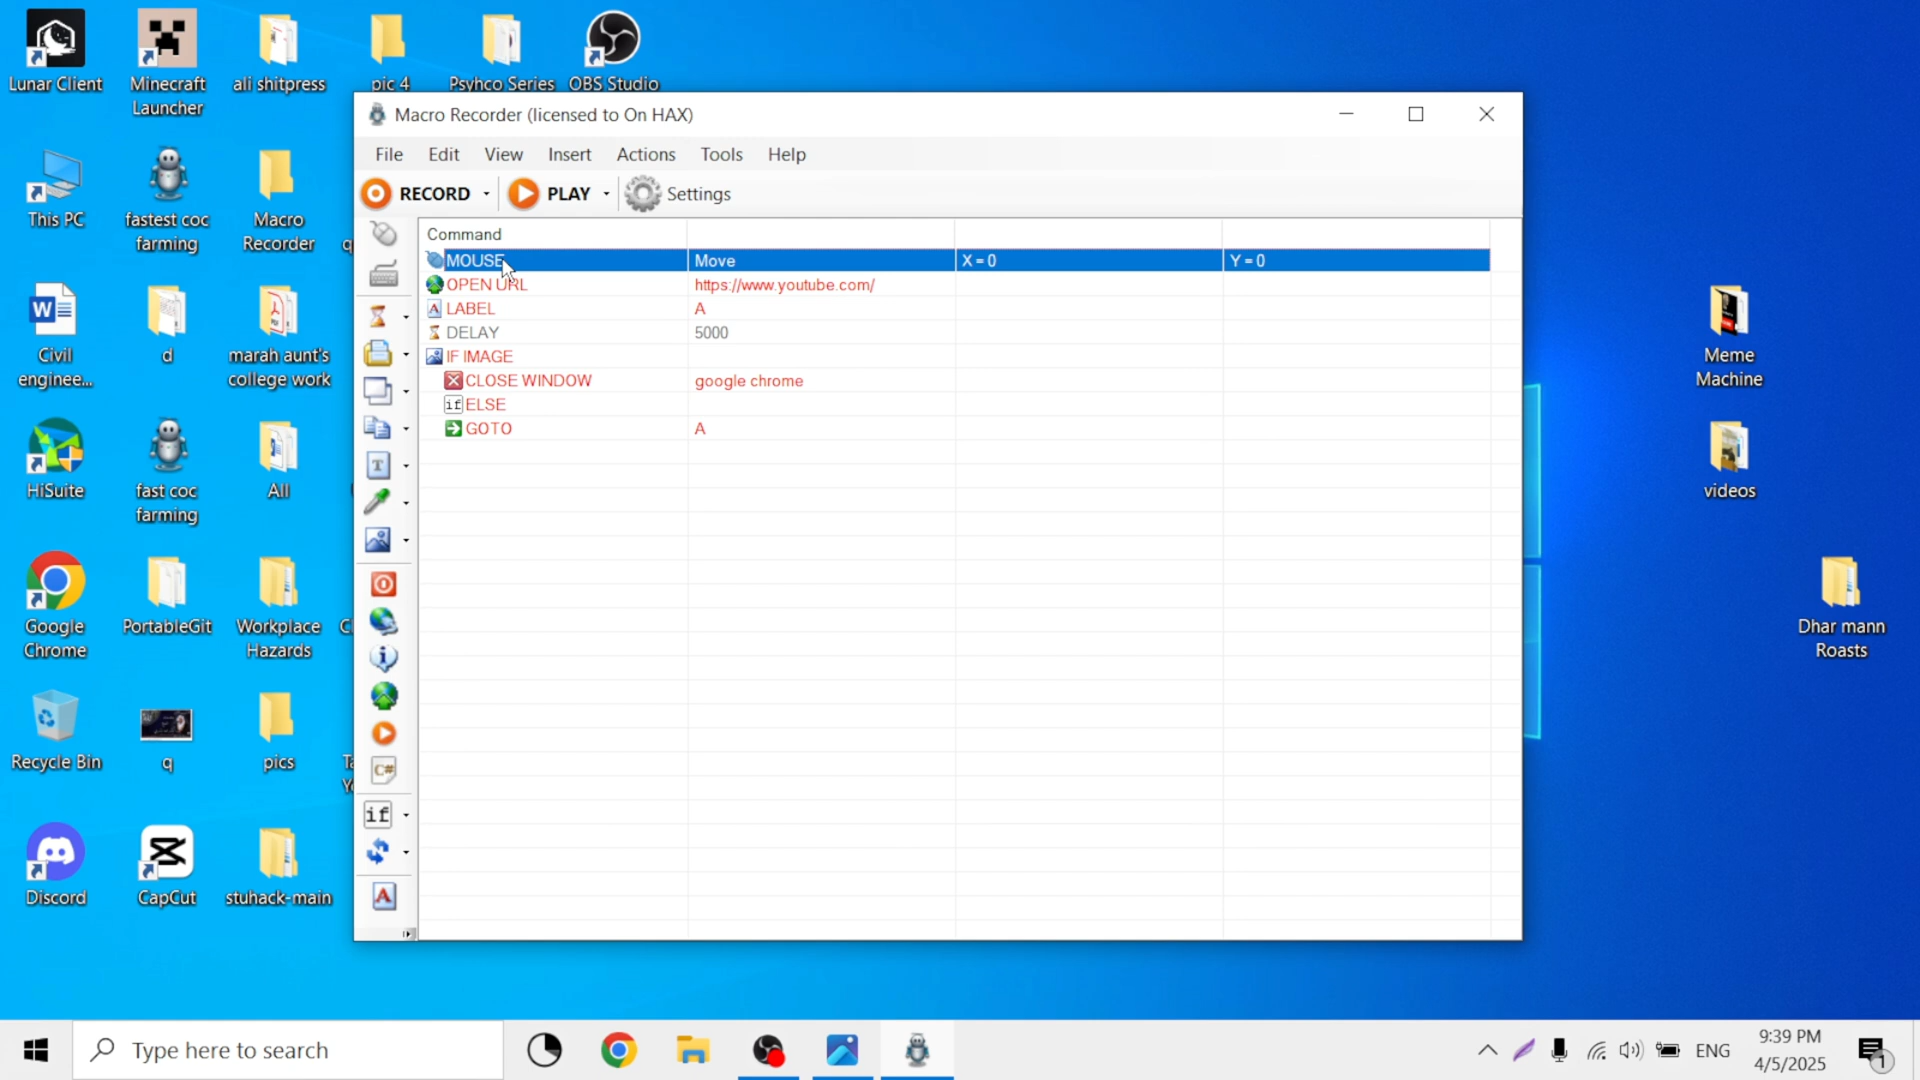 Lunar Client
Minecraft
Launcher
ali shitpress
pic 4
Psyhco Series
OBS Studio
This PC
fastest coc
farming
Macro
Recorder
q
Civil
enginee...
d
marah aunt's
college work
HiSuite
fast coc
farming
All
Google
Chrome
PortableGit
Workplace
Hazards
Recycle Bin
q
pics
Discord
CapCut
stuhack-main
Macro Recorder (licensed to On HAX)
File Edit View Insert Actions Tools Help
RECORD PLAY Settings
Command
MOUSE Move X = 0 Y = 0
OPEN URL https://www.youtube.com/
LABEL A
DELAY 5000
IF IMAGE
CLOSE WINDOW google chrome
if ELSE
GOTO A
T
C#
if
A
Meme
Machine
videos
Dhar mann
Roasts
Type here to search
ENG
9:39 PM
4/5/2025
1